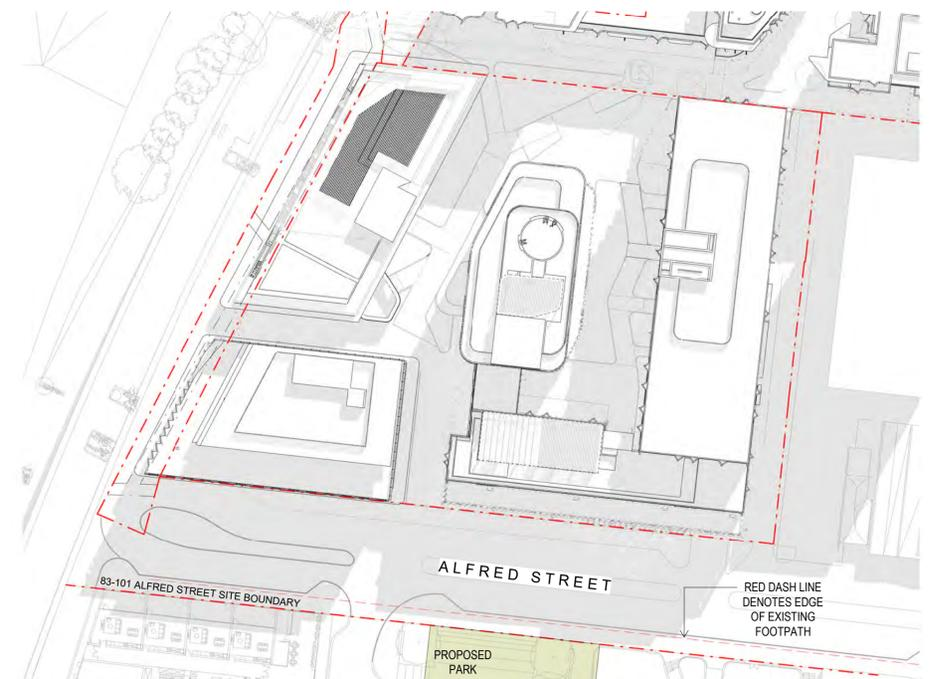 ALFRED STREET
83-101 ALFRED STREET SITE BOUNDARY
RED DASH LINE
DENOTES EDGE
OF EXISTING
FOOTPATH
PROPOSED
PARK